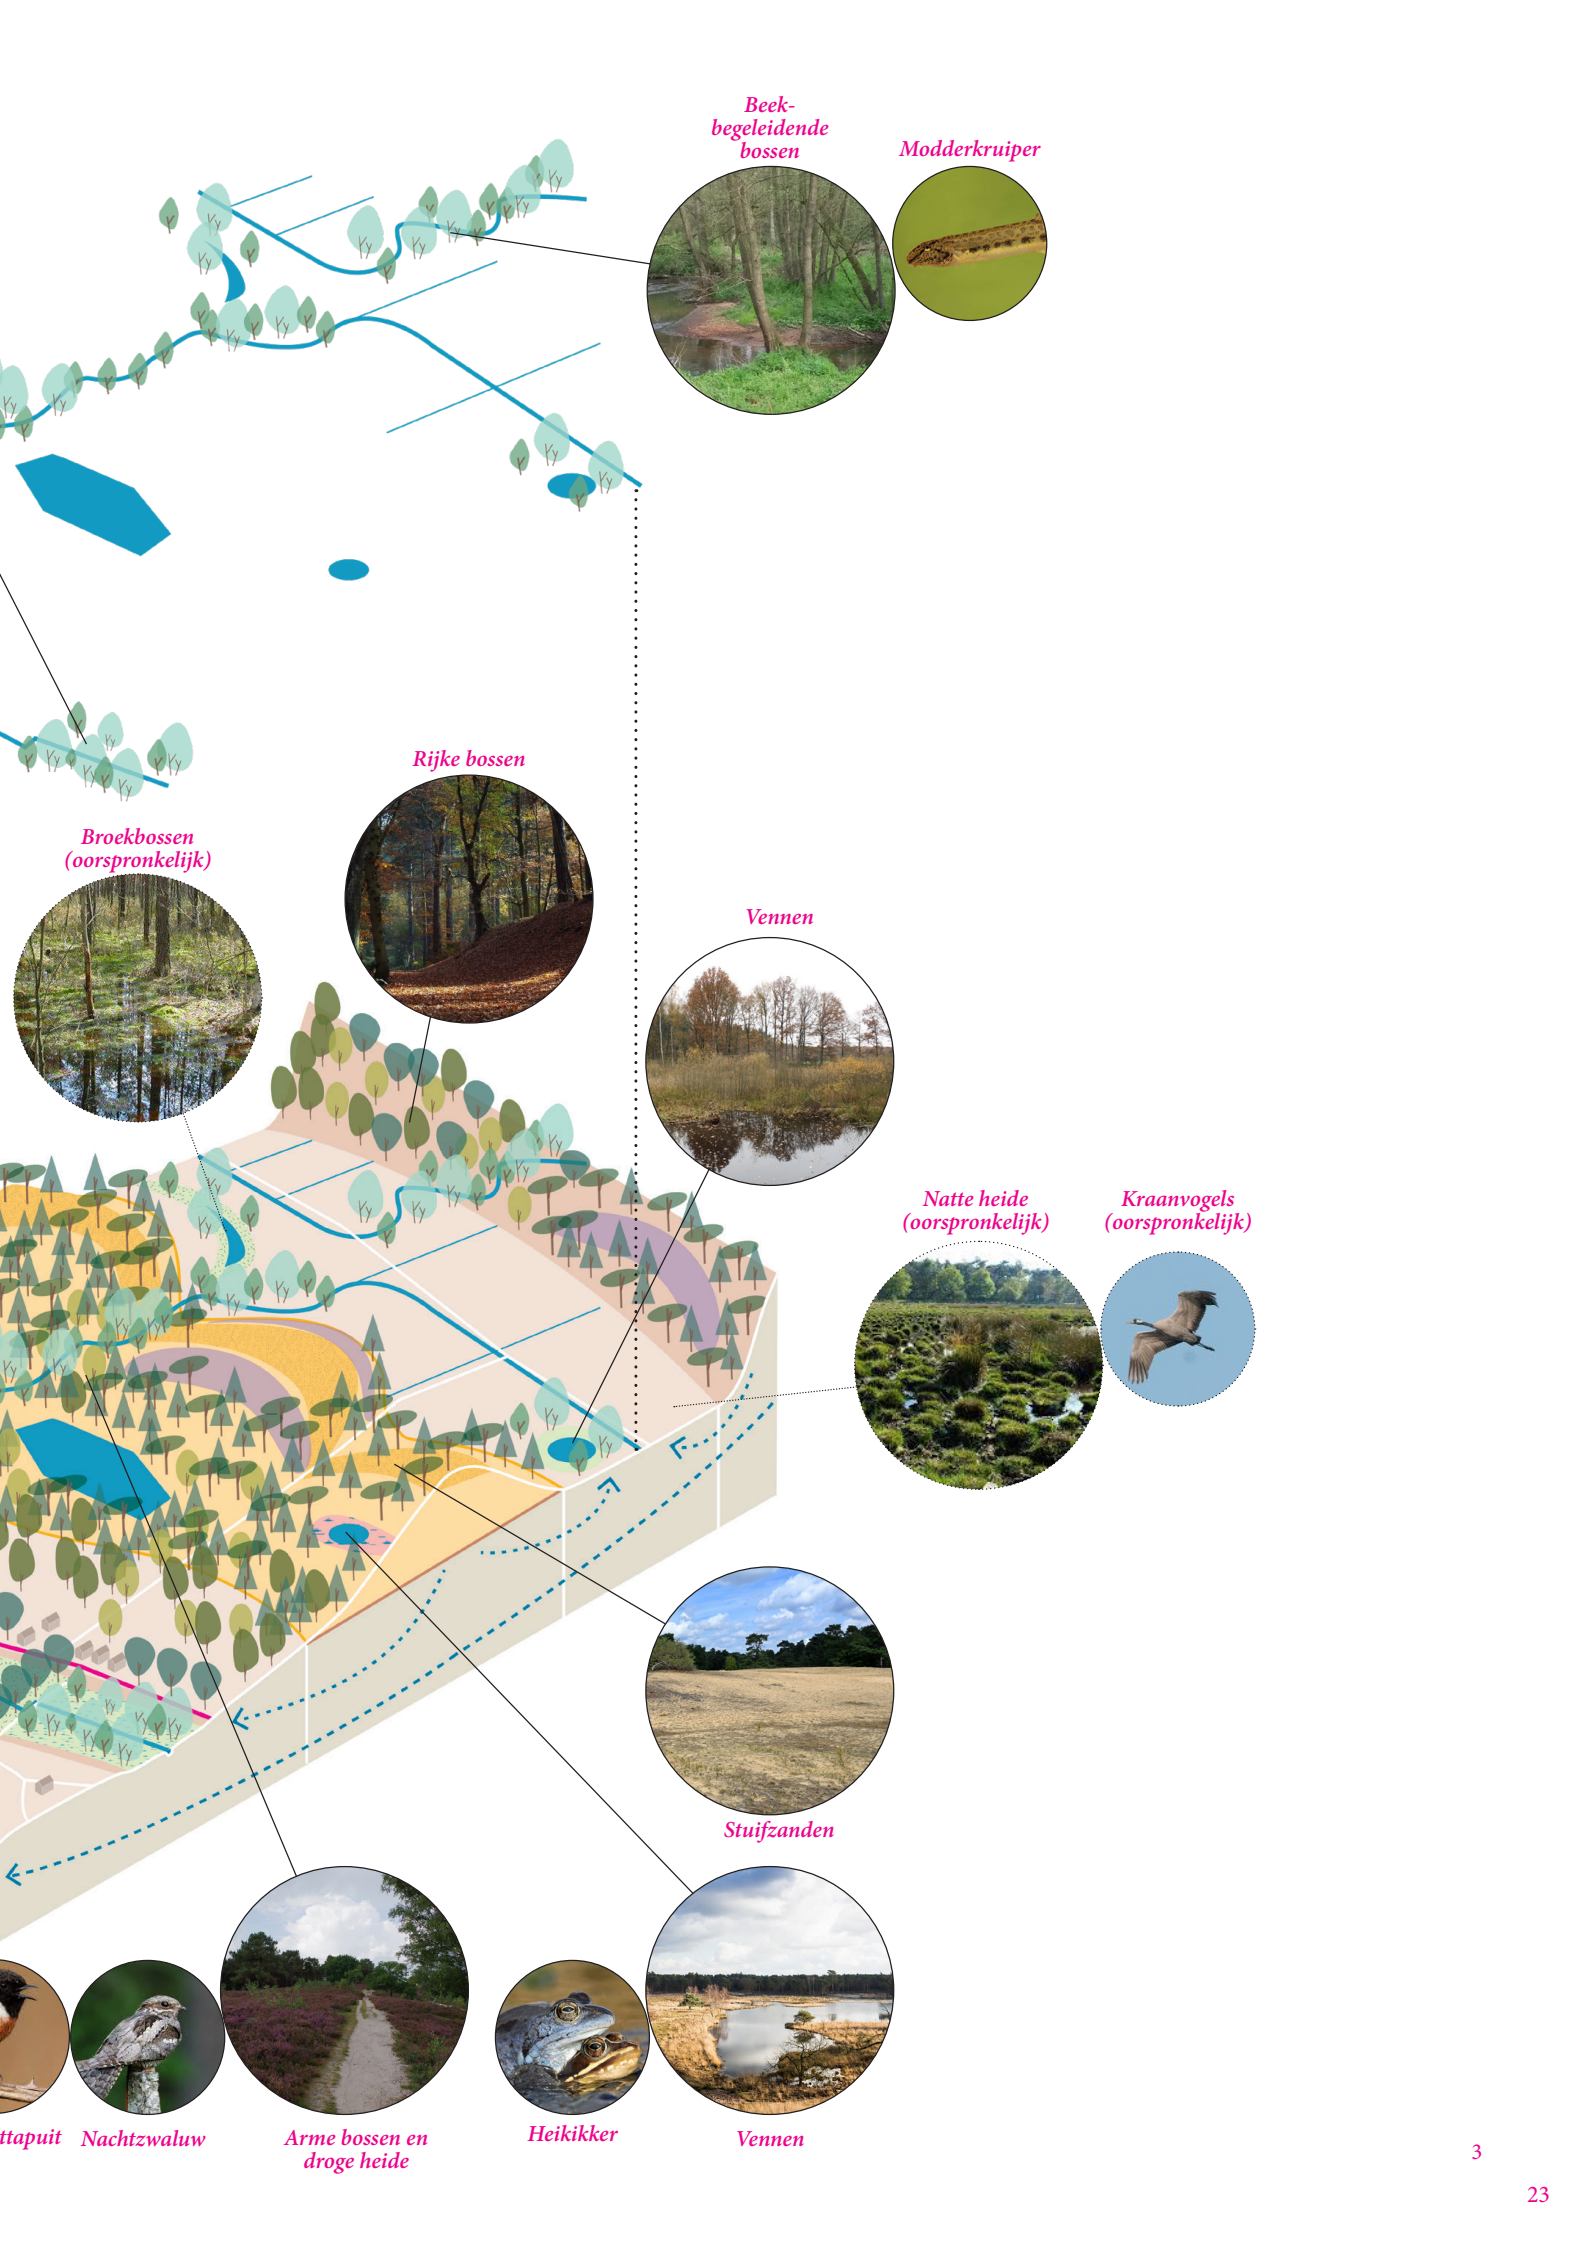 Beek-
begeleidende
bossen
Modderkruiper
Rijke bossen
Broekbossen
(oorspronkelijk)
Vennen
Natte heide
(oorspronkelijk)
Kraanvogels
(oorspronkelijk)
Stuifzanden
ttapuit
Nachtzwaluw
Arme bossen en
droge heide
Heikikker
Vennen
3
23